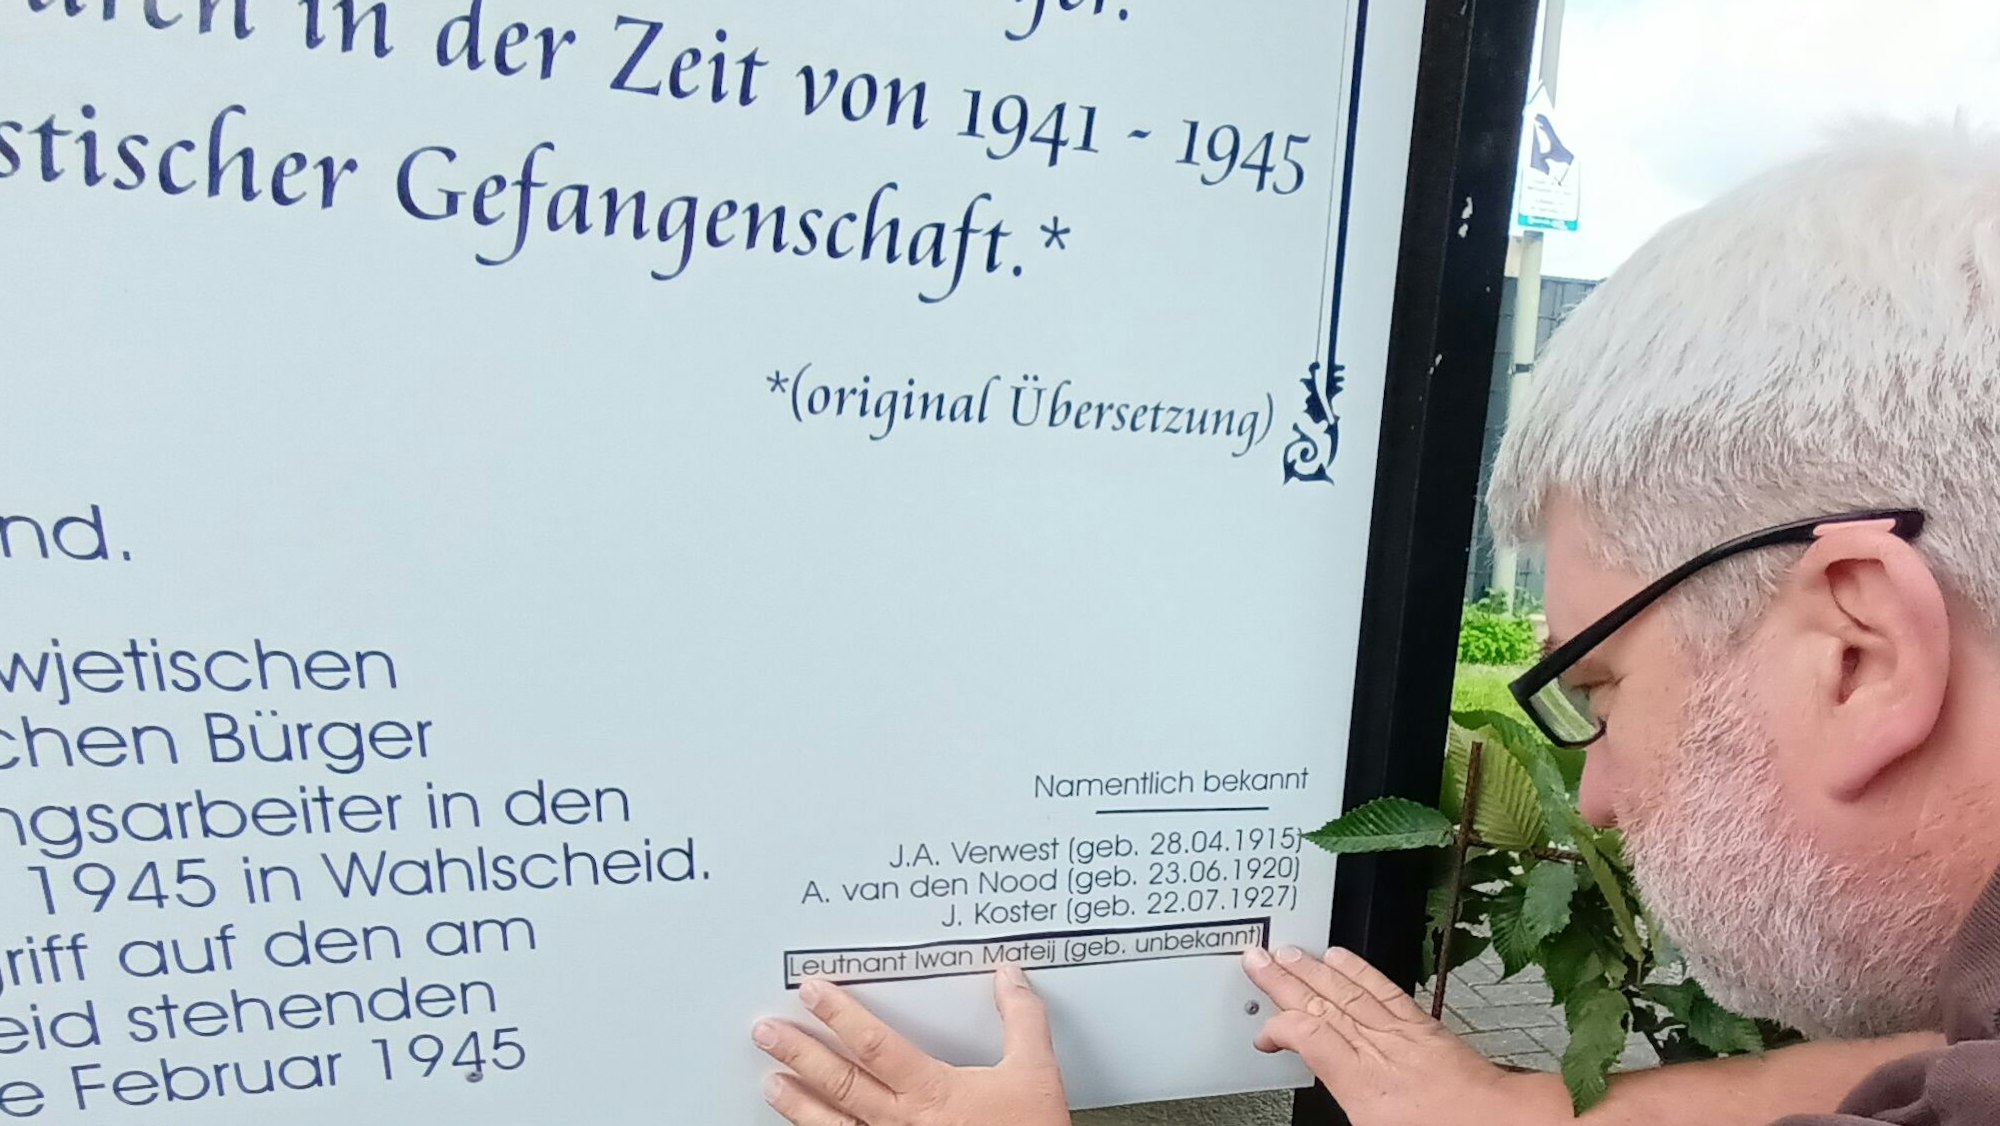 in der Zeit von 1941 - 1945
Gefangenschaft.*
*(original Übersetzung)
nd.
wjetischen
chen Bürger
ngsarbeiter in den
1945 in Wahlscheid.
riff auf den am
eid stehenden
e Februar 1945
Namentlich bekannt
J.A. Verwest (geb. 28.04.1915)
A. van den Nood (geb. 23.06.1920)
J. Koster (geb. 22.07.1927)
Leutnant Iwan Mateij (geb. unbekannt)